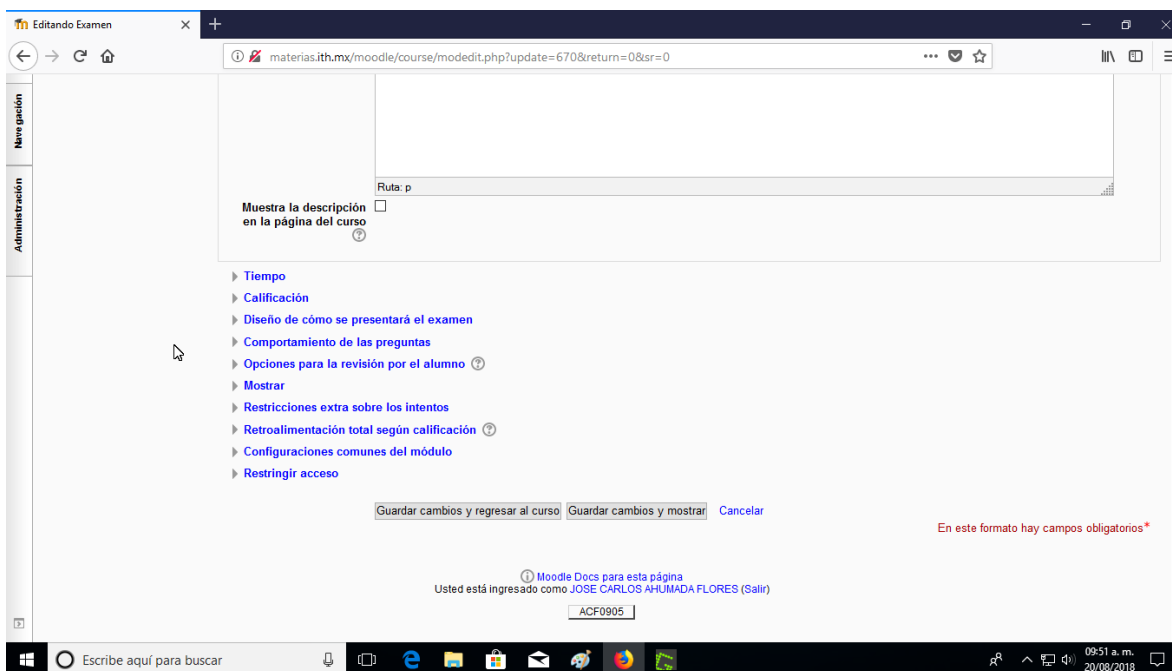 Editando Examen
materias.ith.mx/moodle/course/modedit.php?update=670&return=0&sr=0
Navegación
Administración
Ruta: p
Muestra la descripción
en la página del curso
Tiempo
Calificación
Diseño de cómo se presentará el examen
Comportamiento de las preguntas
Opciones para la revisión por el alumno
Mostrar
Restricciones extra sobre los intentos
Retroalimentación total según calificación
Configuraciones comunes del módulo
Restringir acceso
Guardar cambios y regresar al curso Guardar cambios y mostrar Cancelar
En este formato hay campos obligatorios*
Moodle Docs para esta página
Usted está ingresado como JOSE CARLOS AHUMADA FLORES (Salir)
ACF0905
Escribe aquí para buscar
09:51 a. m.
20/08/2018